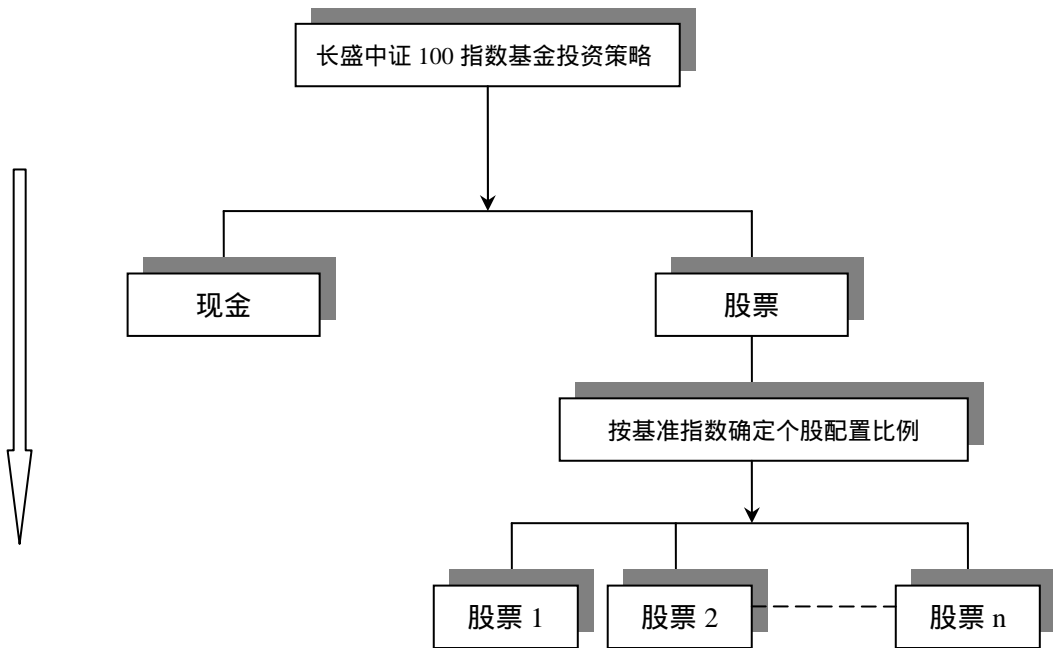 长盛中证 100 指数基金投资策略
现金
股票
按基准指数确定个股配置比例
股票 1
股票 2
股票 n